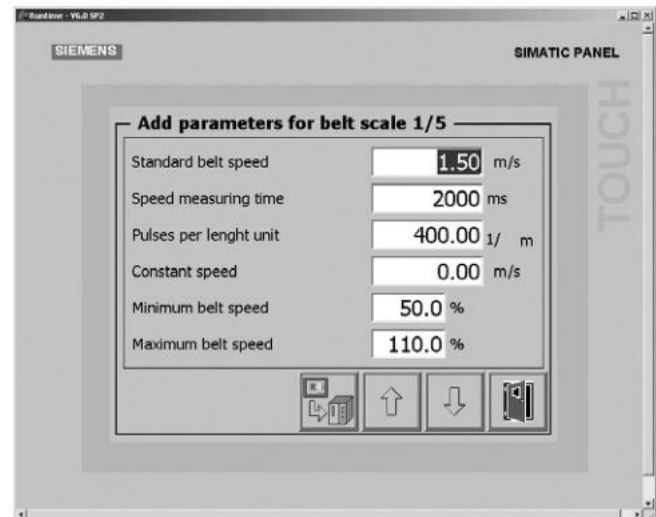 Runtime - V6.0 SP2
SIEMENS
SIMATIC PANEL
TOUCH
Add parameters for belt scale 1/5
Standard belt speed 1.50 m/s
Speed measuring time 2000 ms
Pulses per lenght unit 400.00 1/ m
Constant speed 0.00 m/s
Minimum belt speed 50.0 %
Maximum belt speed 110.0 %